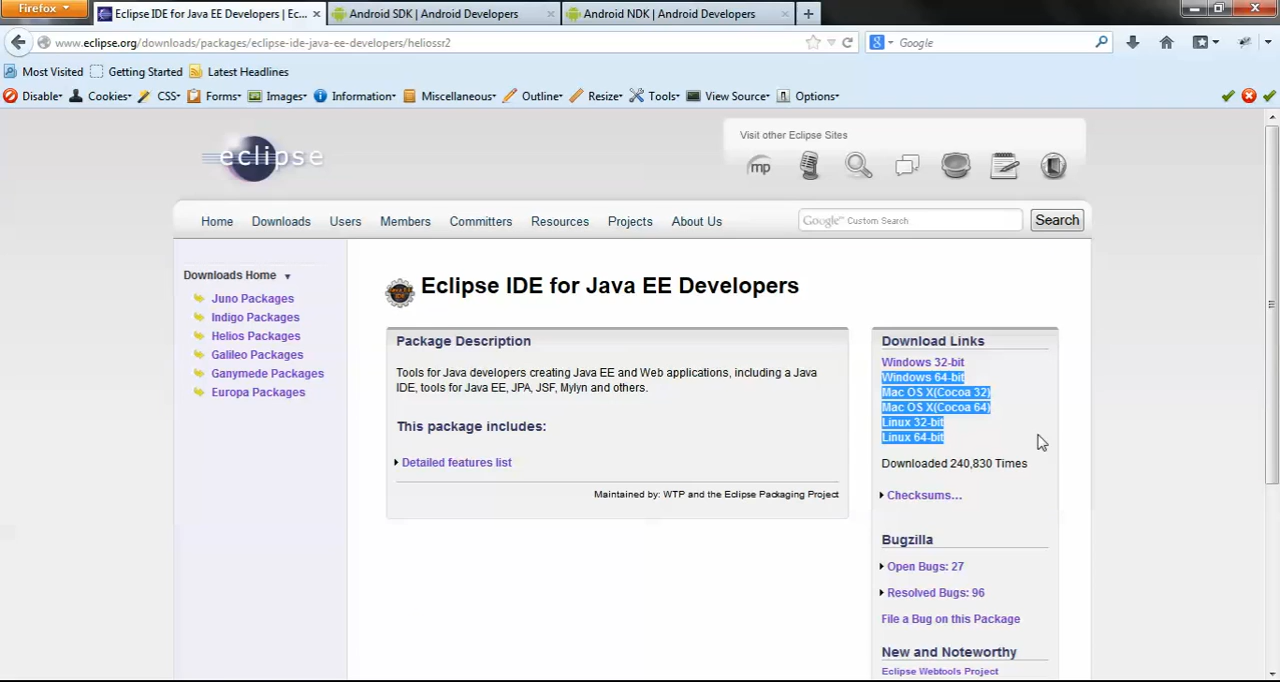 Firefox
Eclipse IDE for Java EE Developers | Ec...
Android SDK | Android Developers
Android NDK | Android Developers
www.eclipse.org/downloads/packages/eclipse-ide-java-ee-developers/heliossr2
Google
Most Visited
Getting Started
Latest Headlines
Disable
Cookies
CSS
Forms
Images
Information
Miscellaneous
Outline
Resize
Tools
View Source
Options
eclipse
Visit other Eclipse Sites
mp
Home
Downloads
Users
Members
Committers
Resources
Projects
About Us
Google™ Custom Search
Search
Downloads Home
Juno Packages
Indigo Packages
Helios Packages
Galileo Packages
Ganymede Packages
Europa Packages
Eclipse IDE for Java EE Developers
Package Description
Tools for Java developers creating Java EE and Web applications, including a Java
IDE, tools for Java EE, JPA, JSF, Mylyn and others.
This package includes:
Detailed features list
Maintained by: WTP and the Eclipse Packaging Project
Download Links
Windows 32-bit
Windows 64-bit
Mac OS X(Cocoa 32)
Mac OS X(Cocoa 64)
Linux 32-bit
Linux 64-bit
Downloaded 240,830 Times
Checksums...
Bugzilla
Open Bugs: 27
Resolved Bugs: 96
File a Bug on this Package
New and Noteworthy
Eclipse Webtools Project